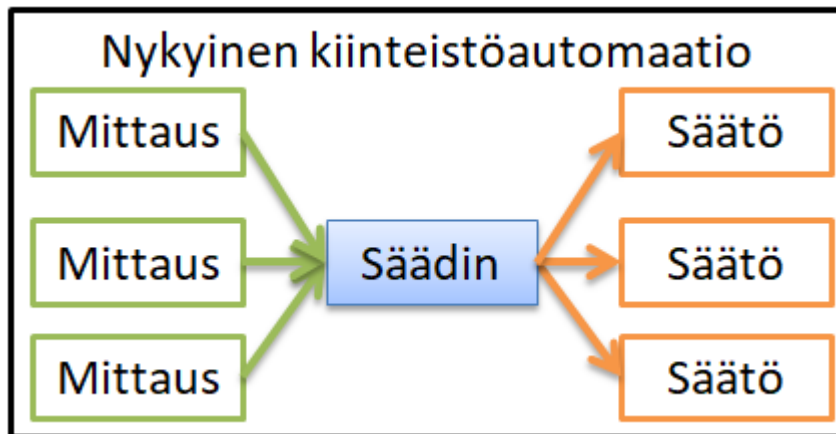 Nykyinen kiinteistöautomaatio
Mittaus
Säätö
Mittaus
Säädin
Säätö
Mittaus
Säätö